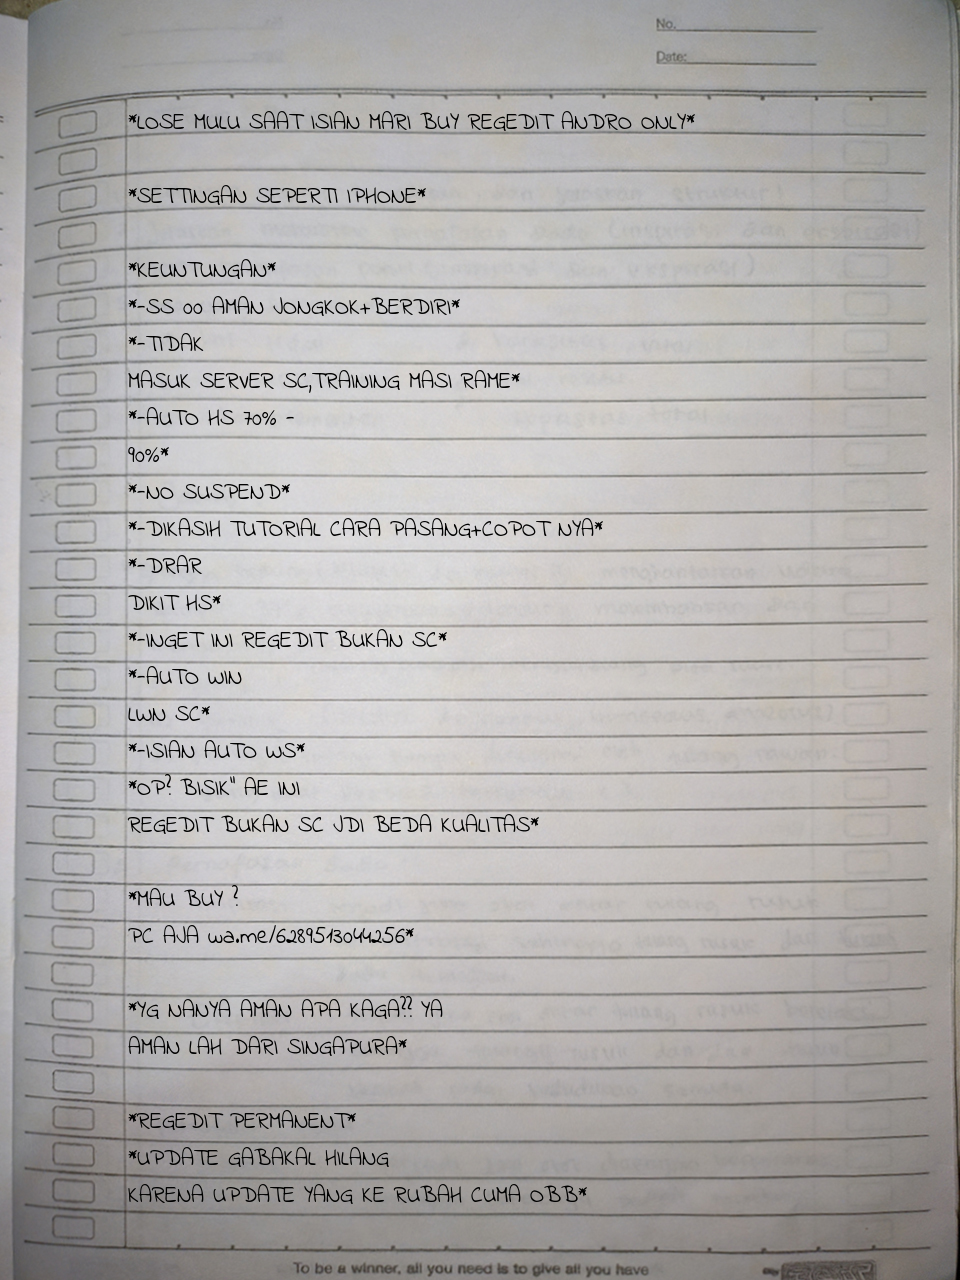 No.
Date:
*LOSE MULU SAAT ISIAN MARI BUY REGEDIT ANDRO ONLY*
*SETTINGAN SEPERTI IPHONE*
*KEUNTUNGAN*
*-SS 00 AMAN JONGKOK+BERDIRI*
*-TIDAK
MASUK SERVER SC,TRAINING MASI RAME*
*-AUTO HS 70% -
90%*
*-NO SUSPEND*
*-DIKASIH TUTORIAL CARA PASANG+COPOT NYA*
*-DRAR
DIKIT HS*
*-INGET INI REGEDIT BUKAN SC*
*-AUTO WIN
LWN SC*
*-ISIAN AUTO WS*
*OP? BISIK" AE INI
REGEDIT BUKAN SC JDI BEDA KUALITAS*
*MAU BUY ?
PC AJA wa.me/6289513044256*
*YG NANYA AMAN APA KAGA?? YA
AMAN LAH DARI SINGAPURA*
*REGEDIT PERMANENT*
*UPDATE GABAKAL HILANG
KARENA UPDATE YANG KE RUBAH CUMA OBB*
To be a winner, all you need is to give all you have